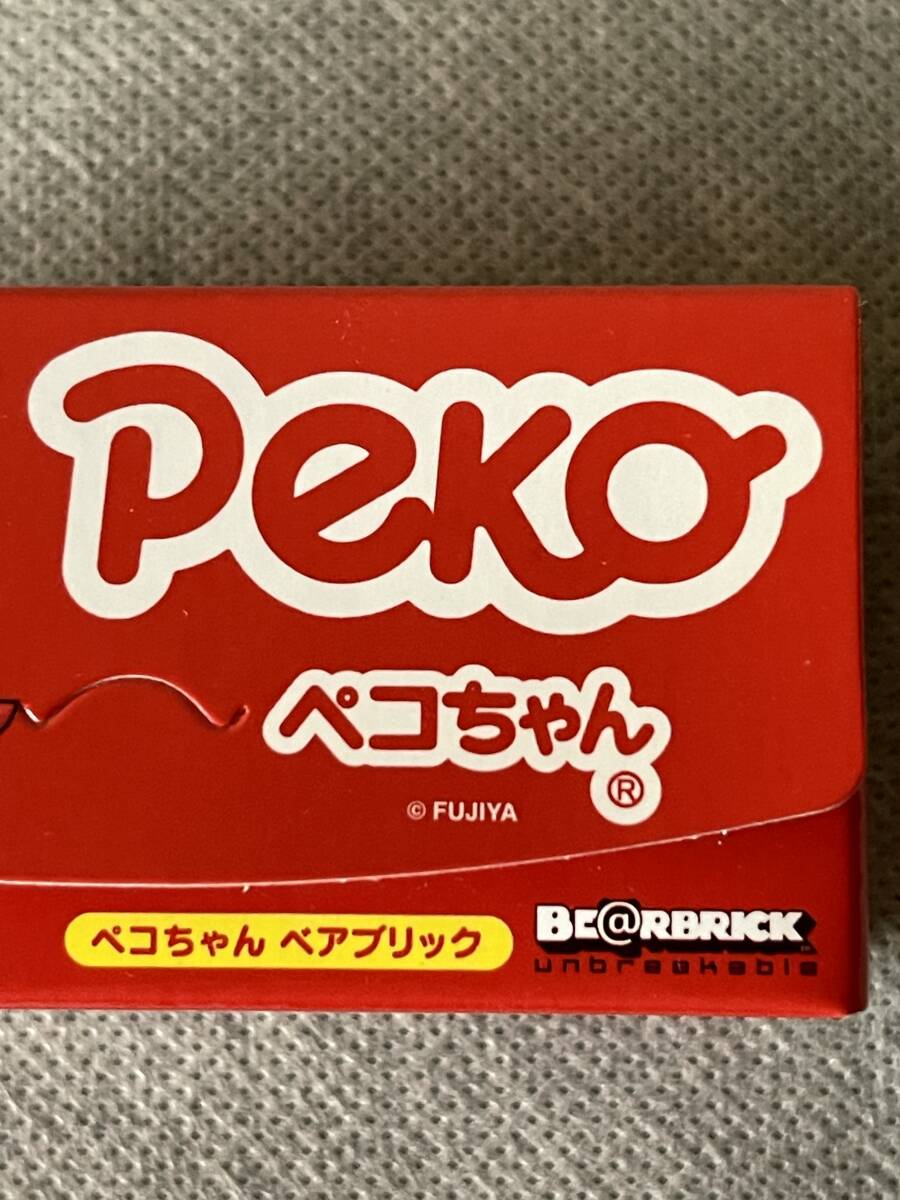 Peko
ペコちゃん
®
© FUJIYA
ペコちゃん ベアブリック
BE@RBRICK
unbreakable